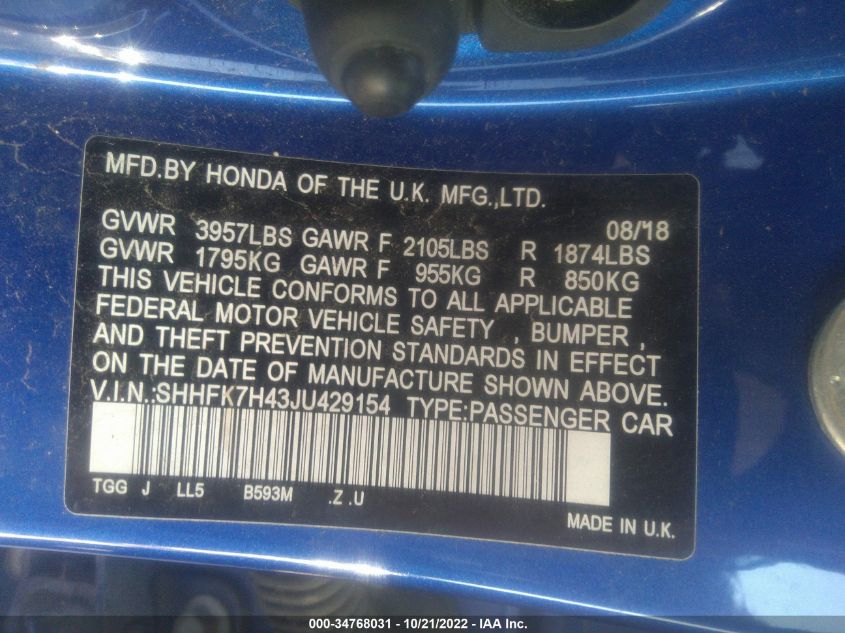 MFD.BY HONDA OF THE U.K. MFG.,LTD.
08/'18
GVWR 3957LBS GAWR F 2105LBS R 1874LBS
GVWR 1795KG GAWR F 955KG R 850KG
THIS VEHICLE CONFORMS TO ALL APPLICABLE
FEDERAL MOTOR VEHICLE SAFETY , BUMPER ,
AND THEFT PREVENTION STANDARDS IN EFFECT
ON THE DATE OF MANUFACTURE SHOWN ABOVE.
V.I.N.:SHHFK7H43JU429154 TYPE:PASSENGER CAR
TGG J LL5 B593M .Z .U
MADE IN U.K.
000-34768031 - 10/21/2022 - IAA Inc.